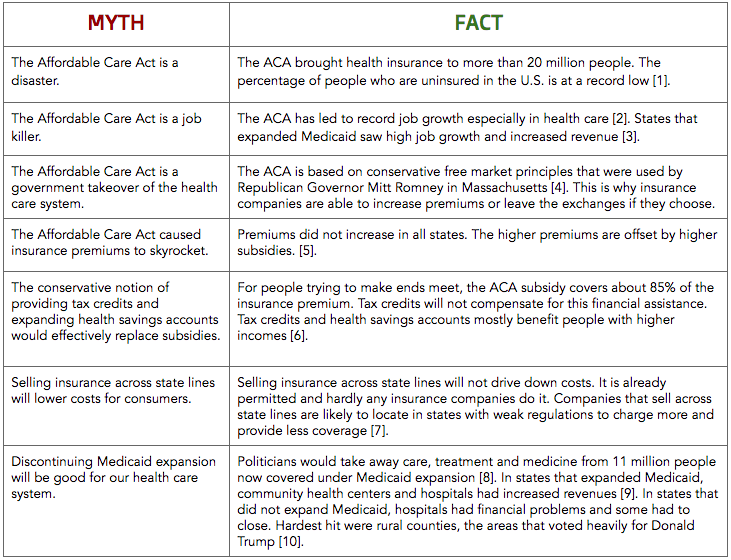 MYTH
FACT
The Affordable Care Act is a
disaster.
The ACA brought health insurance to more than 20 million people. The
percentage of people who are uninsured in the U.S. is at a record low [1].
The Affordable Care Act is a job
killer.
The ACA has led to record job growth especially in health care [2]. States that
expanded Medicaid saw high job growth and increased revenue [3].
The Affordable Care Act is a
government takeover of the health
care system.
The ACA is based on conservative free market principles that were used by
Republican Governor Mitt Romney in Massachusetts [4]. This is why insurance
companies are able to increase premiums or leave the exchanges if they choose.
The Affordable Care Act caused
insurance premiums to skyrocket.
Premiums did not increase in all states. The higher premiums are offset by higher
subsidies. [5].
The conservative notion of
providing tax credits and
expanding health savings accounts
would effectively replace subsidies.
For people trying to make ends meet, the ACA subsidy covers about 85% of the
insurance premium. Tax credits will not compensate for this financial assistance.
Tax credits and health savings accounts mostly benefit people with higher
incomes [6].
Selling insurance across state lines
will lower costs for consumers.
Selling insurance across state lines will not drive down costs. It is already
permitted and hardly any insurance companies do it. Companies that sell across
state lines are likely to locate in states with weak regulations to charge more and
provide less coverage [7].
Discontinuing Medicaid expansion
will be good for our health care
system.
Politicians would take away care, treatment and medicine from 11 million people
now covered under Medicaid expansion [8]. In states that expanded Medicaid,
community health centers and hospitals had increased revenues [9]. In states that
did not expand Medicaid, hospitals had financial problems and some had to
close. Hardest hit were rural counties, the areas that voted heavily for Donald
Trump [10].